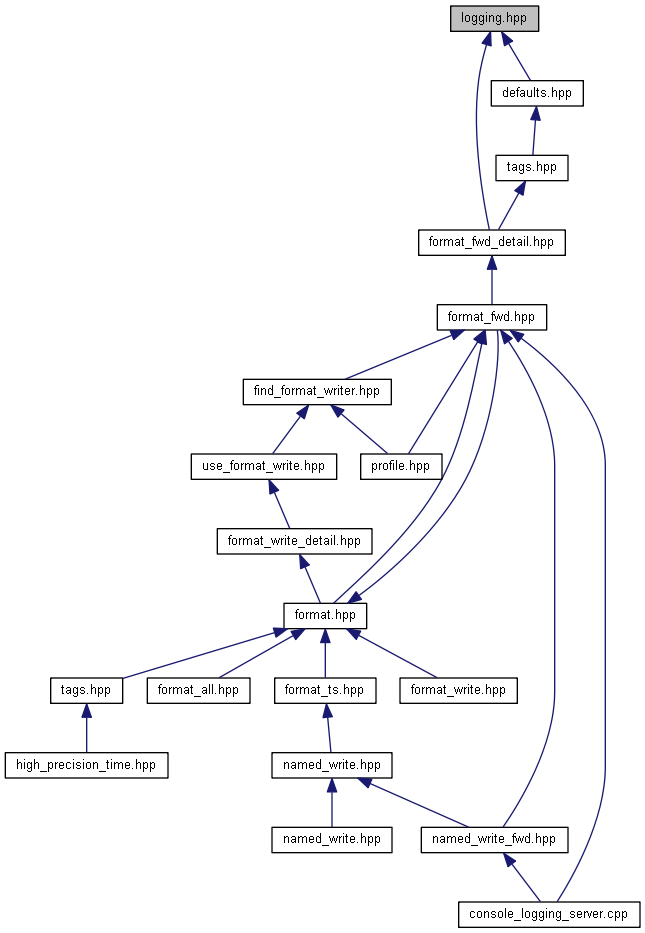 logging.hpp
defaults.hpp
tags.hpp
format_fwd_detail.hpp
format_fwd.hpp
find_format_writer.hpp
use_format_write.hpp
profile.hpp
format_write_detail.hpp
format.hpp
tags.hpp
format_all.hpp
format_ts.hpp
format_write.hpp
high_precision_time.hpp
named_write.hpp
named_write.hpp
named_write_fwd.hpp
console_logging_server.cpp